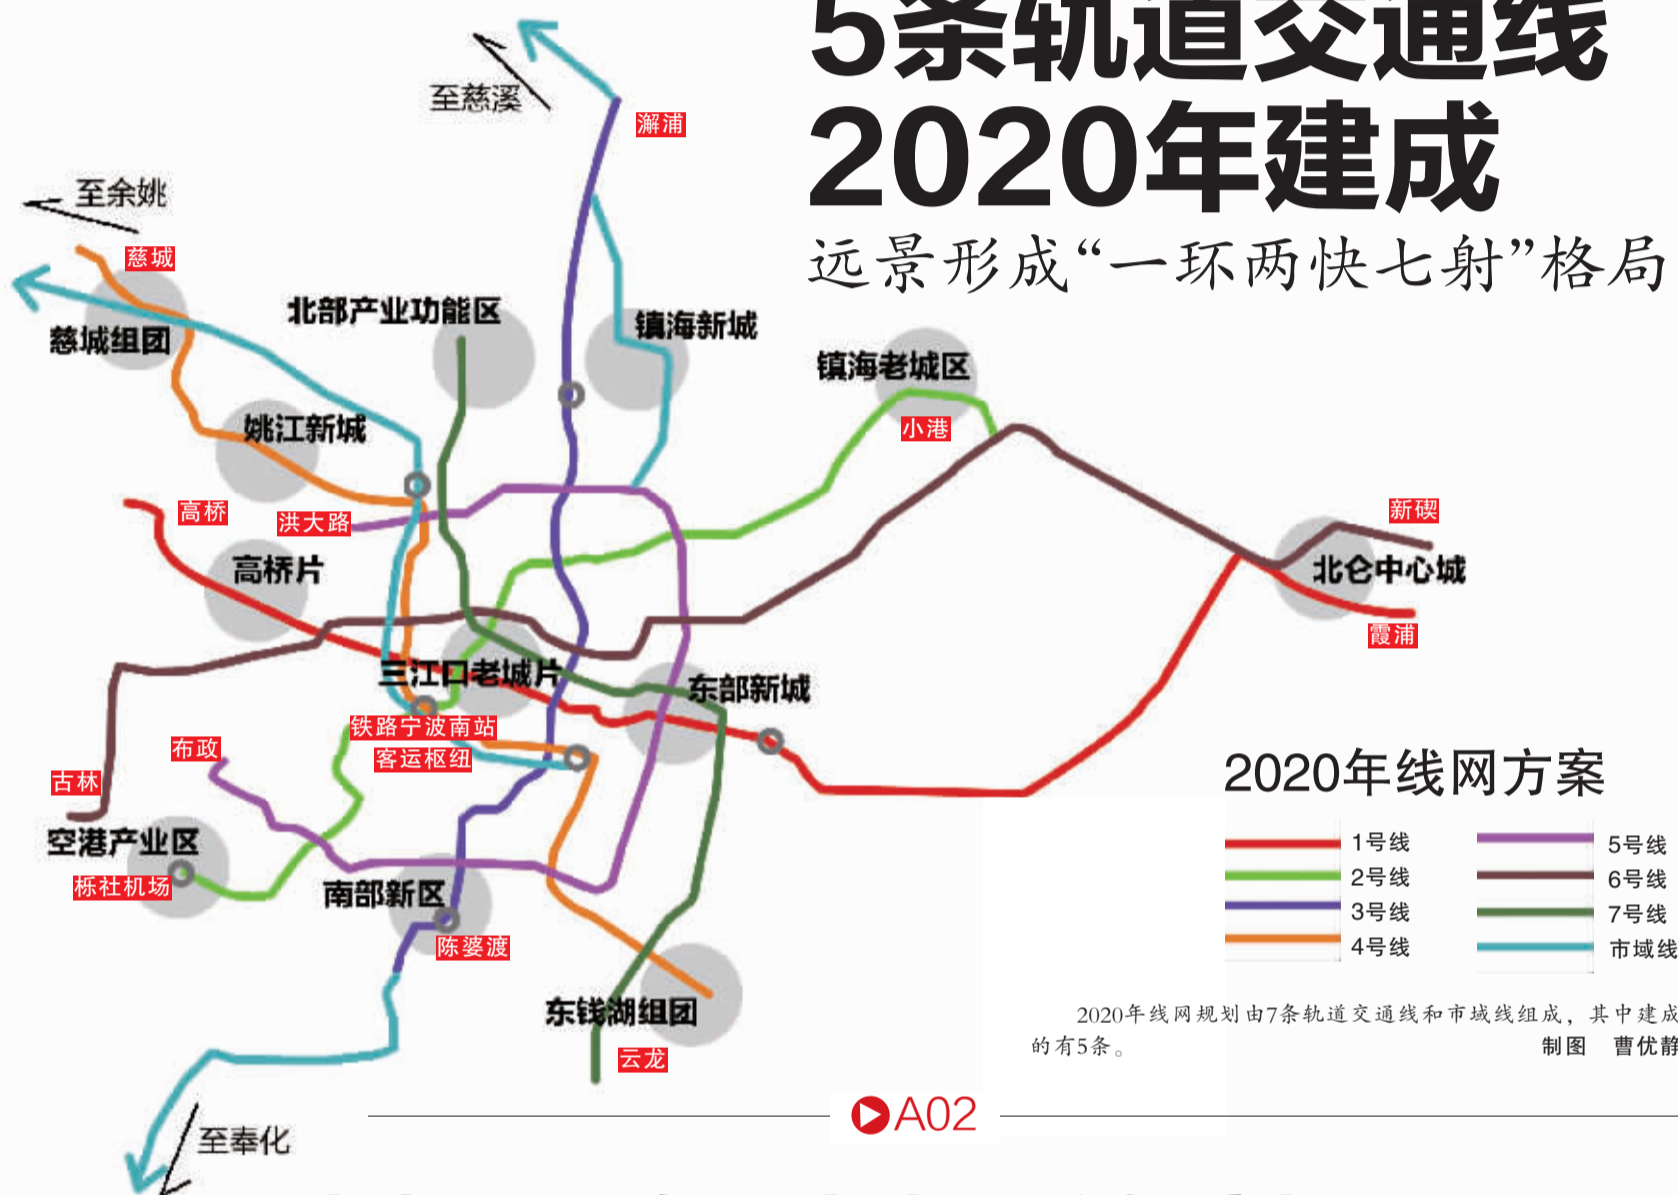 5条轨道交通线
2020年建成
远景形成“一环两快七射”格局
至慈溪
澥浦
至余姚
慈城
慈城组团
北部产业功能区
镇海新城
镇海老城区
小港
姚江新城
高桥
洪大路
高桥片
新碶
北仑中心城
霞浦
三江口老城片
东部新城
铁路宁波南站
客运枢纽
布政
古林
空港产业区
栎社机场
南部新区
陈婆渡
东钱湖组团
云龙
至奉化
2020年线网方案
1号线
2号线
3号线
4号线
5号线
6号线
7号线
市域线
2020年线网规划由7条轨道交通线和市域线组成，其中建成
的有5条。
制图 曹优静
A02